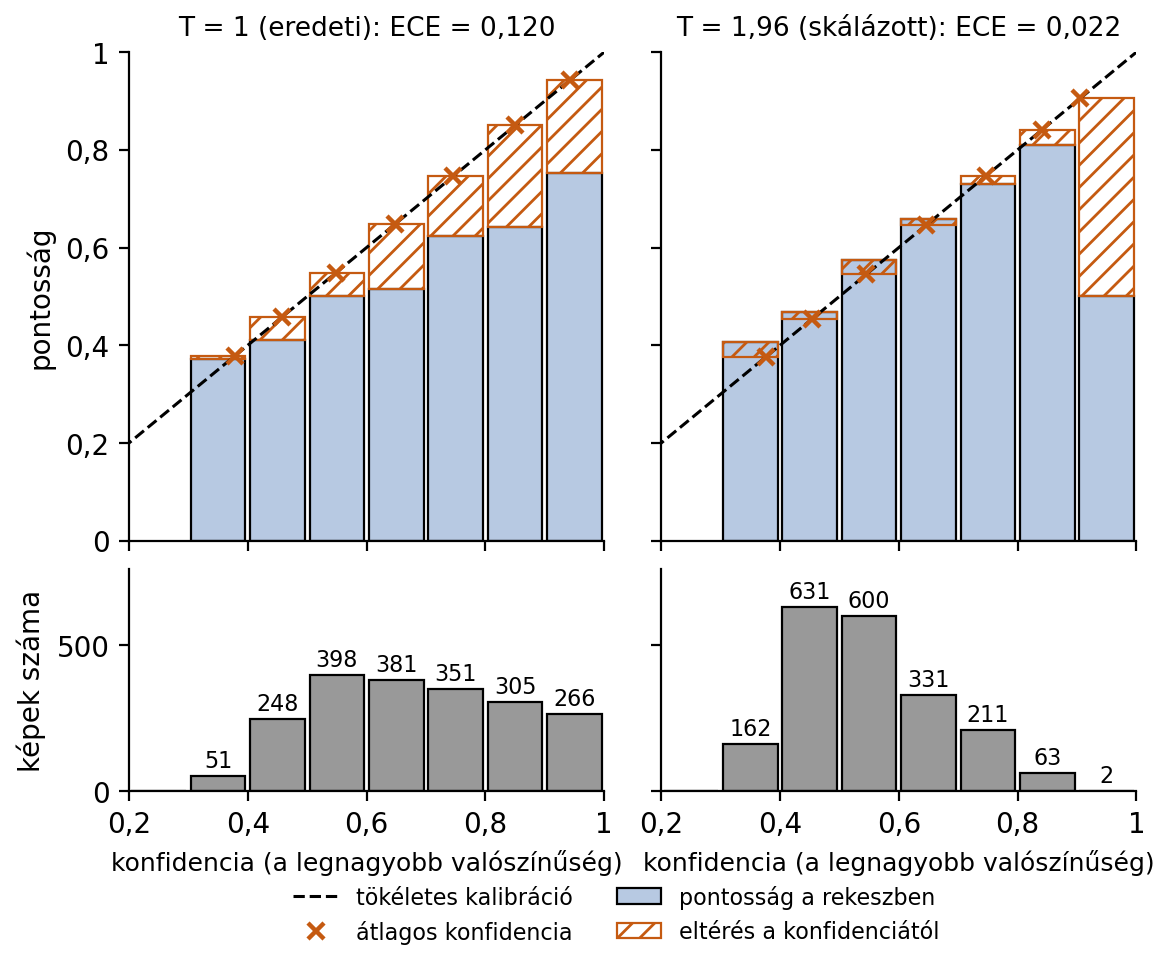 T = 1 (eredeti): ECE = 0,120
T = 1,96 (skálázott): ECE = 0,022
1
0,8
0,6
0,4
0,2
0
pontosság
631
600
398
381
351
331
305
266
248
211
162
51
63
2
500
0
képek száma
0,2 0,4 0,6 0,8 1
0,2 0,4 0,6 0,8 1
konfidencia (a legnagyobb valószínűség)
konfidencia (a legnagyobb valószínűség)
tökéletes kalibráció
pontosság a rekeszben
átlagos konfidencia
eltérés a konfidenciától